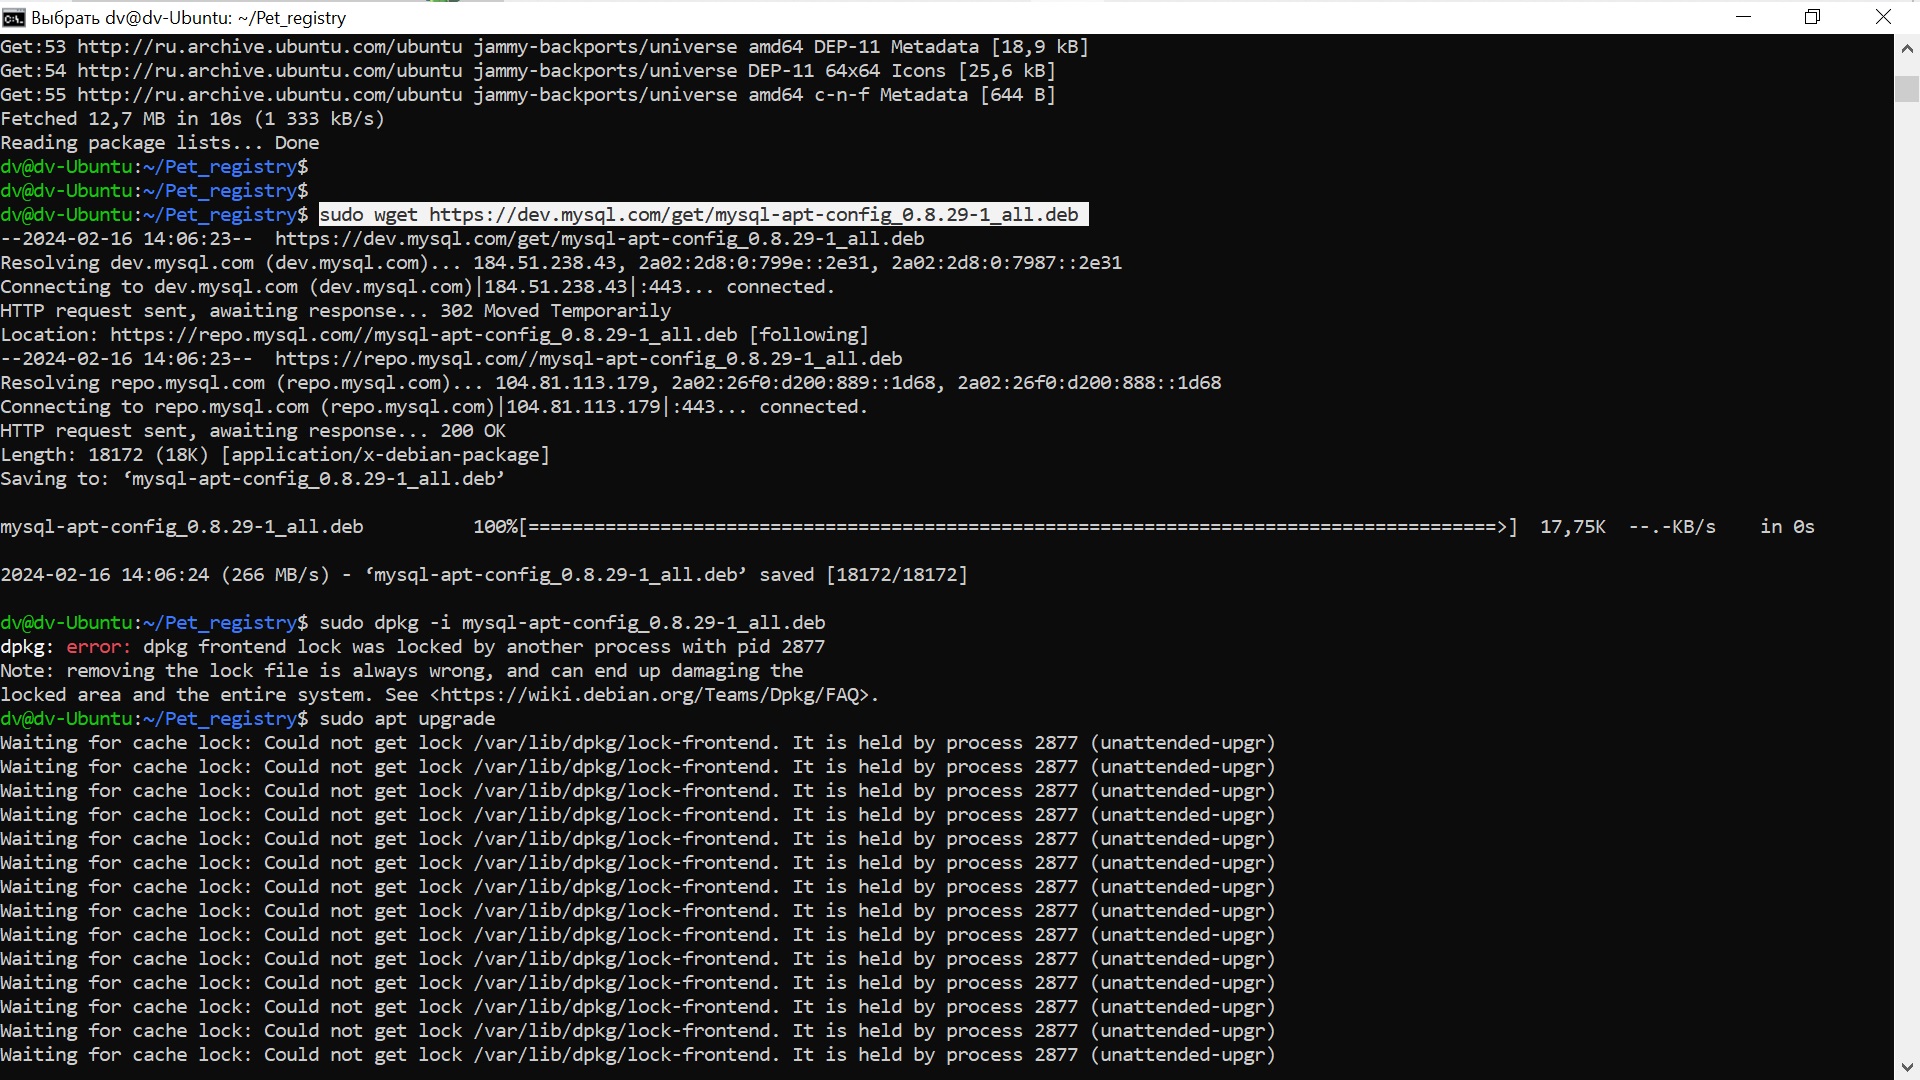 Выбрать dv@dv-Ubuntu: ~/Pet_registry
Get:53 http://ru.archive.ubuntu.com/ubuntu jammy-backports/universe amd64 DEP-11 Metadata [18,9 kB]
Get:54 http://ru.archive.ubuntu.com/ubuntu jammy-backports/universe DEP-11 64x64 Icons [25,6 kB]
Get:55 http://ru.archive.ubuntu.com/ubuntu jammy-backports/universe amd64 c-n-f Metadata [644 B]
Fetched 12,7 MB in 10s (1 333 kB/s)
Reading package lists... Done
dv@dv-Ubuntu:~/Pet_registry$
dv@dv-Ubuntu:~/Pet_registry$
dv@dv-Ubuntu:~/Pet_registry$ sudo wget https://dev.mysql.com/get/mysql-apt-config_0.8.29-1_all.deb
--2024-02-16 14:06:23--  https://dev.mysql.com/get/mysql-apt-config_0.8.29-1_all.deb
Resolving dev.mysql.com (dev.mysql.com)... 184.51.238.43, 2a02:2d8:0:799e::2e31, 2a02:2d8:0:7987::2e31
Connecting to dev.mysql.com (dev.mysql.com)|184.51.238.43|:443... connected.
HTTP request sent, awaiting response... 302 Moved Temporarily
Location: https://repo.mysql.com//mysql-apt-config_0.8.29-1_all.deb [following]
--2024-02-16 14:06:23--  https://repo.mysql.com//mysql-apt-config_0.8.29-1_all.deb
Resolving repo.mysql.com (repo.mysql.com)... 104.81.113.179, 2a02:26f0:d200:889::1d68, 2a02:26f0:d200:888::1d68
Connecting to repo.mysql.com (repo.mysql.com)|104.81.113.179|:443... connected.
HTTP request sent, awaiting response... 200 OK
Length: 18172 (18K) [application/x-debian-package]
Saving to: ‘mysql-apt-config_0.8.29-1_all.deb’
mysql-apt-config_0.8.29-1_all.deb          100%[========================================================================================>]  17,75K  --.-KB/s    in 0s
2024-02-16 14:06:24 (266 MB/s) - ‘mysql-apt-config_0.8.29-1_all.deb’ saved [18172/18172]
dv@dv-Ubuntu:~/Pet_registry$ sudo dpkg -i mysql-apt-config_0.8.29-1_all.deb
dpkg: error: dpkg frontend lock was locked by another process with pid 2877
Note: removing the lock file is always wrong, and can end up damaging the
locked area and the entire system. See <https://wiki.debian.org/Teams/Dpkg/FAQ>.
dv@dv-Ubuntu:~/Pet_registry$ sudo apt upgrade
Waiting for cache lock: Could not get lock /var/lib/dpkg/lock-frontend. It is held by process 2877 (unattended-upgr)
Waiting for cache lock: Could not get lock /var/lib/dpkg/lock-frontend. It is held by process 2877 (unattended-upgr)
Waiting for cache lock: Could not get lock /var/lib/dpkg/lock-frontend. It is held by process 2877 (unattended-upgr)
Waiting for cache lock: Could not get lock /var/lib/dpkg/lock-frontend. It is held by process 2877 (unattended-upgr)
Waiting for cache lock: Could not get lock /var/lib/dpkg/lock-frontend. It is held by process 2877 (unattended-upgr)
Waiting for cache lock: Could not get lock /var/lib/dpkg/lock-frontend. It is held by process 2877 (unattended-upgr)
Waiting for cache lock: Could not get lock /var/lib/dpkg/lock-frontend. It is held by process 2877 (unattended-upgr)
Waiting for cache lock: Could not get lock /var/lib/dpkg/lock-frontend. It is held by process 2877 (unattended-upgr)
Waiting for cache lock: Could not get lock /var/lib/dpkg/lock-frontend. It is held by process 2877 (unattended-upgr)
Waiting for cache lock: Could not get lock /var/lib/dpkg/lock-frontend. It is held by process 2877 (unattended-upgr)
Waiting for cache lock: Could not get lock /var/lib/dpkg/lock-frontend. It is held by process 2877 (unattended-upgr)
Waiting for cache lock: Could not get lock /var/lib/dpkg/lock-frontend. It is held by process 2877 (unattended-upgr)
Waiting for cache lock: Could not get lock /var/lib/dpkg/lock-frontend. It is held by process 2877 (unattended-upgr)
Waiting for cache lock: Could not get lock /var/lib/dpkg/lock-frontend. It is held by process 2877 (unattended-upgr)